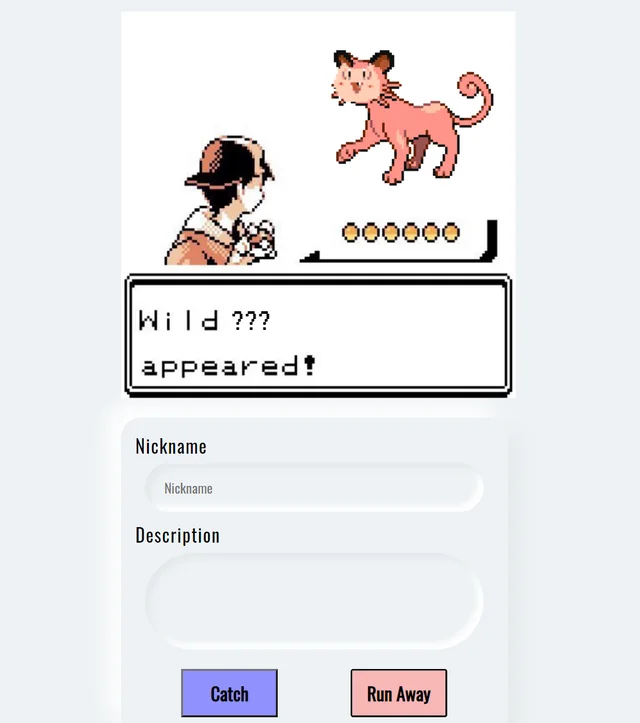 Wild ???
appeared!
Nickname
Nickname
Description
Catch
Run Away